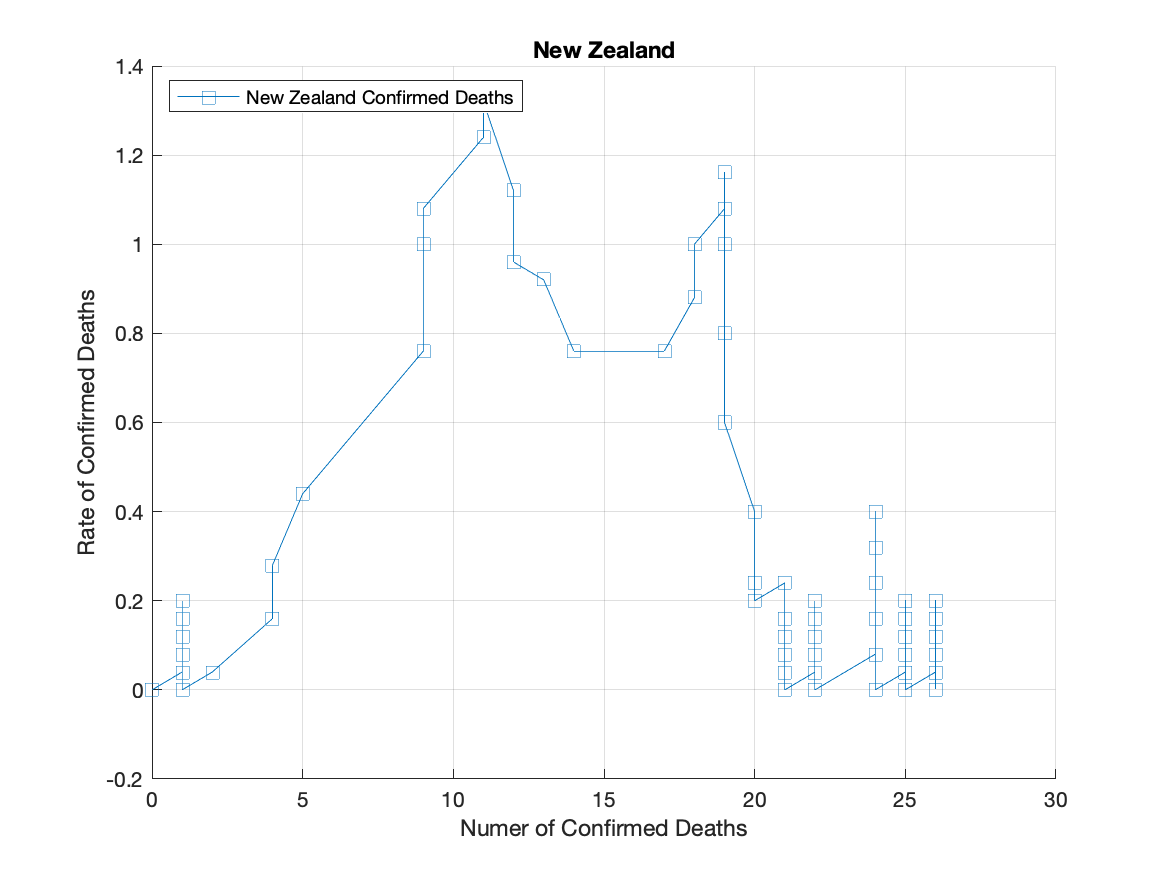 New Zealand
1.4
New Zealand Confirmed Deaths
1.2
1
0.8
0.6
0.4
0.2
0
-0.2
Rate of Confirmed Deaths
0 5 10 15 20 25 30
Numer of Confirmed Deaths